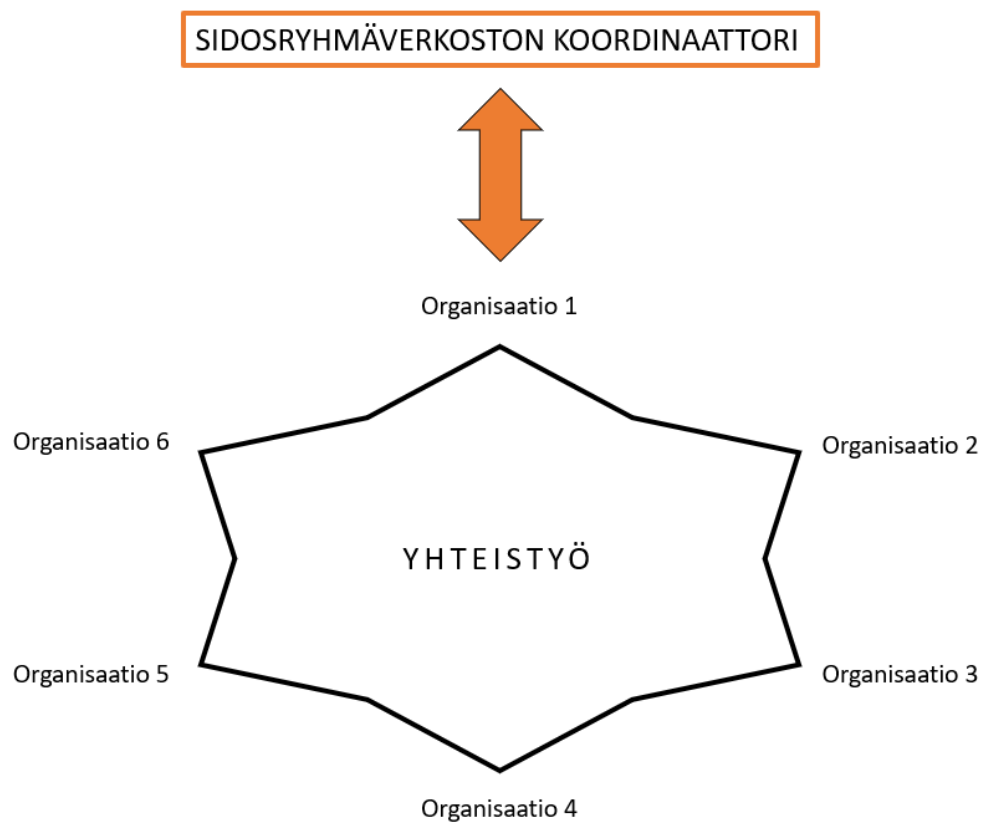 SIDOSRYHMÄVERKOSTON KOORDINAATTORI
Organisaatio 1
Organisaatio 6
Organisaatio 2
YHTEISTYÖ
Organisaatio 5
Organisaatio 3
Organisaatio 4